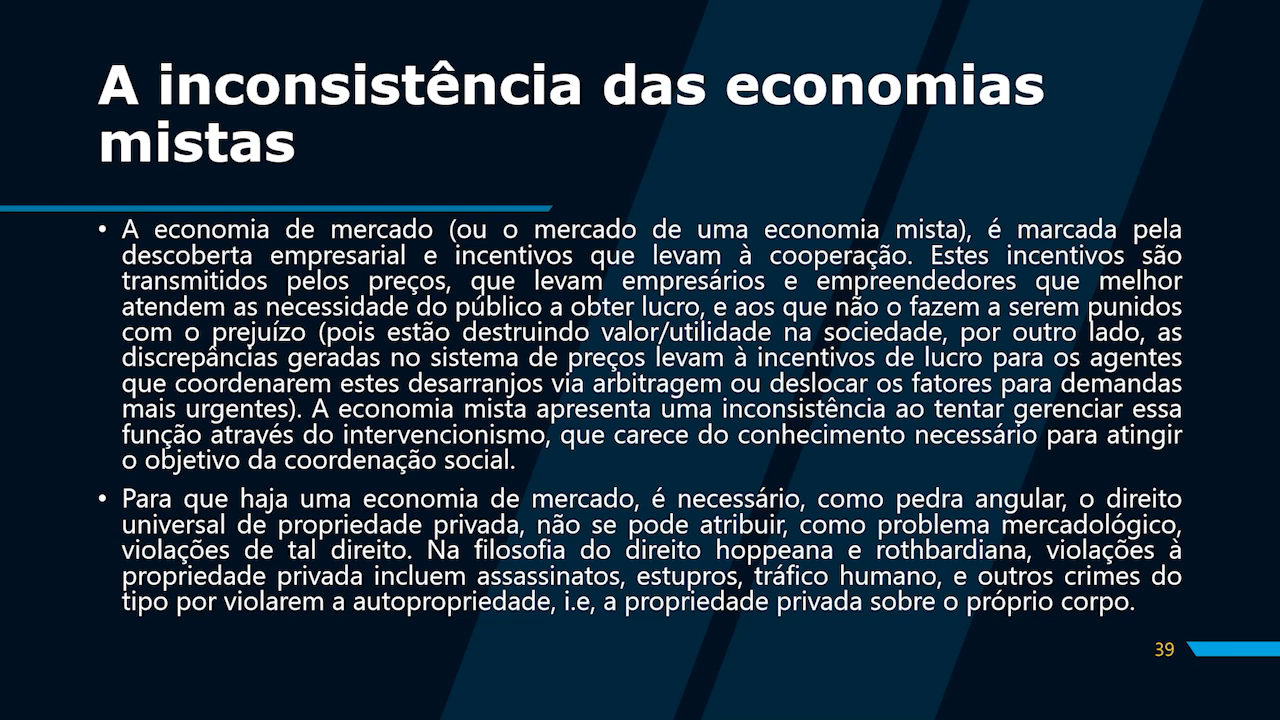 A inconsistência das economias
mistas
• A economia de mercado (ou o mercado de uma economia mista), é marcada pela
descoberta empresarial e incentivos que levam à cooperação. Estes incentivos são
transmitidos pelos preços, que levam empresários e empreendedores que melhor
atendem as necessidade do público a obter lucro, e aos que não o fazem a serem punidos
com o prejuízo (pois estão destruindo valor/utilidade na sociedade, por outro lado, as
discrepâncias geradas no sistema de preços levam à incentivos de lucro para os agentes
que coordenarem estes desarranjos via arbitragem ou deslocar os fatores para demandas
mais urgentes). A economia mista apresenta uma inconsistência ao tentar gerenciar essa
função através do intervencionismo, que carece do conhecimento necessário para atingir
o objetivo da coordenação social.
• Para que haja uma economia de mercado, é necessário, como pedra angular, o direito
universal de propriedade privada, não se pode atribuir, como problema mercadológico,
violações de tal direito. Na filosofia do direito hoppeana e rothbardiana, violações à
propriedade privada incluem assassinatos, estupros, tráfico humano, e outros crimes do
tipo por violarem a autopropriedade, i.e, a propriedade privada sobre o próprio corpo.
39